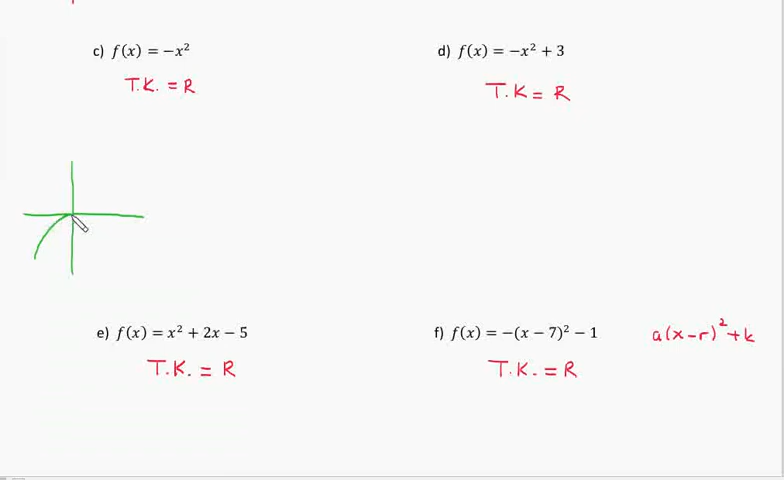 c) f(x) = −x²
T.K. = R
d) f(x) = −x² + 3
T.K = R
e) f(x) = x² + 2x − 5
T.K. = R
f) f(x) = −(x − 7)² − 1
a(x−r)²+k
T.K. = R